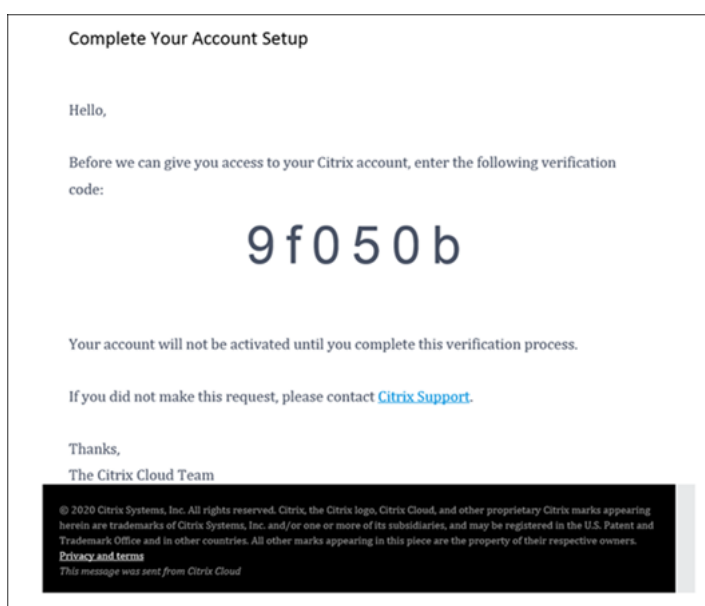 Complete Your Account Setup
Hello,
Before we can give you access to your Citrix account, enter the following verification
code:
9f050b
Your account will not be activated until you complete this verification process.
If you did not make this request, please contact Citrix Support.
Thanks,
The Citrix Cloud Team
© 2020 Citrix Systems, Inc. All rights reserved. Citrix, the Citrix logo, Citrix Cloud, and other proprietary Citrix marks appearing
herein are trademarks of Citrix Systems, Inc. and/or one or more of its subsidiaries, and may be registered in the U.S. Patent and
Trademark Office and in other countries. All other marks appearing in this piece are the property of their respective owners.
Privacy and terms
This message was sent from Citrix Cloud